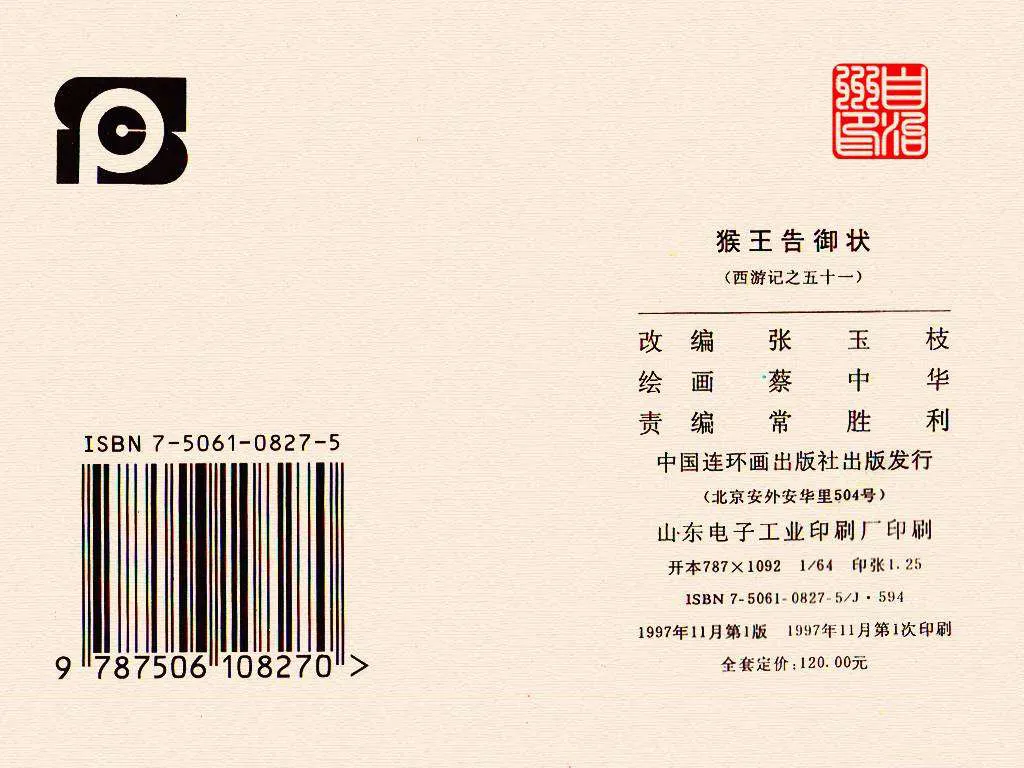 猴王告御状
（西游记之五十一）
改编 张玉枝
绘画 蔡中华
责编 常胜利
中国连环画出版社出版发行
（北京安外安华里504号）
山东电子工业印刷厂印刷
开本787×1092 1/64 印张1.25
ISBN 7-5061-0827-5/J·594
1997年11月第1版 1997年11月第1次印刷
全套定价:120.00元
ISBN 7-5061-0827-5
9 787506 108270 >